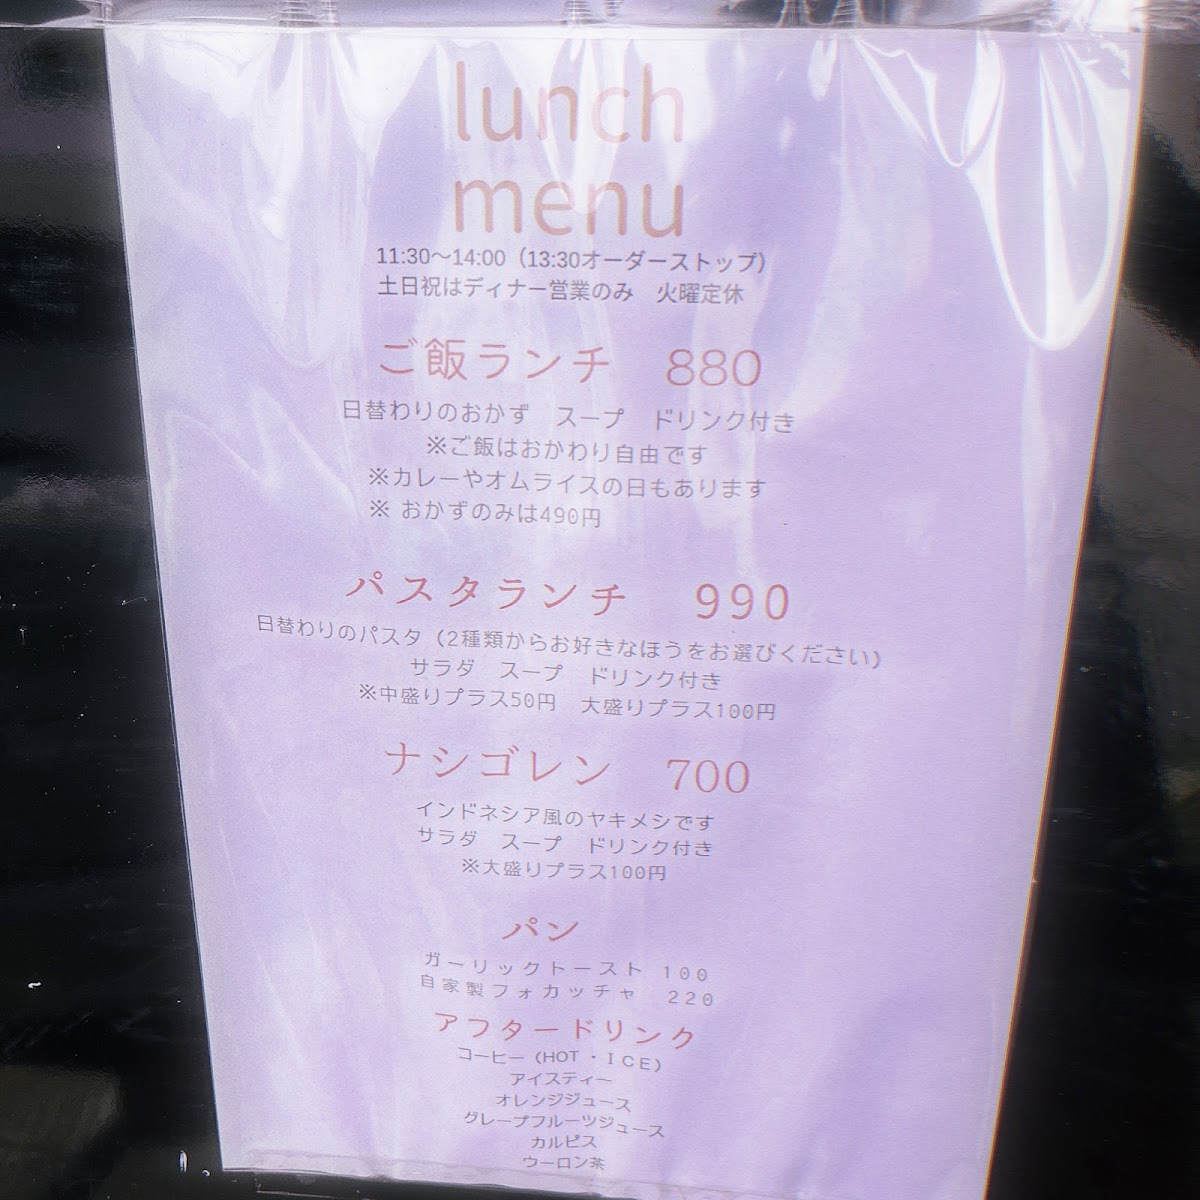 lunch
menu
11:30～14:00（13:30オーダーストップ）
土日祝はディナー営業のみ　火曜定休
ご飯ランチ　880
日替わりのおかず　スープ　ドリンク付き
※ご飯はおかわり自由です
※カレーやオムライスの日もあります
※ おかずのみは490円
パスタランチ　990
日替わりのパスタ（2種類からお好きなほうをお選びください）
サラダ　スープ　ドリンク付き
※中盛りプラス50円　大盛りプラス100円
ナシゴレン　700
インドネシア風のヤキメシです
サラダ　スープ　ドリンク付き
※大盛りプラス100円
パン
ガーリックトースト 100
自家製フォカッチャ　220
アフタードリンク
コーヒー（HOT・ICE）
アイスティー
オレンジジュース
グレープフルーツジュース
カルピス
ウーロン茶